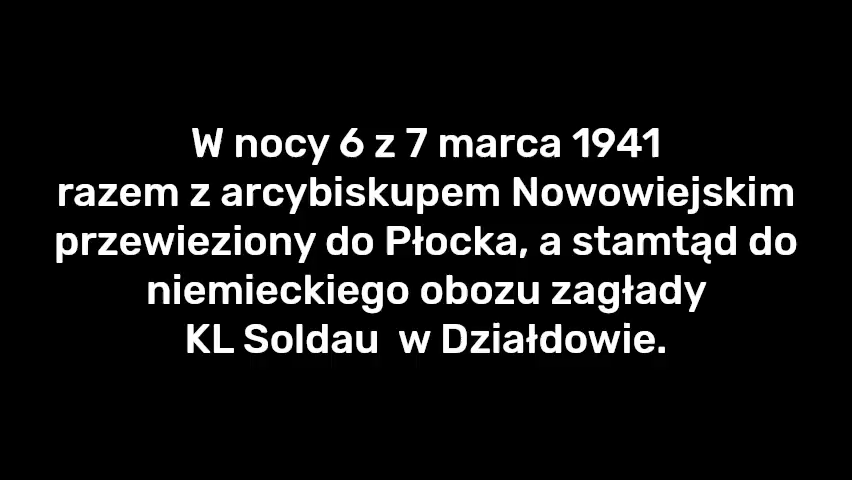 W nocy 6 z 7 marca 1941
razem z arcybiskupem Nowowiejskim
przewieziony do Płocka, a stamtąd do
niemieckiego obozu zagłady
KL Soldau  w Działdowie.